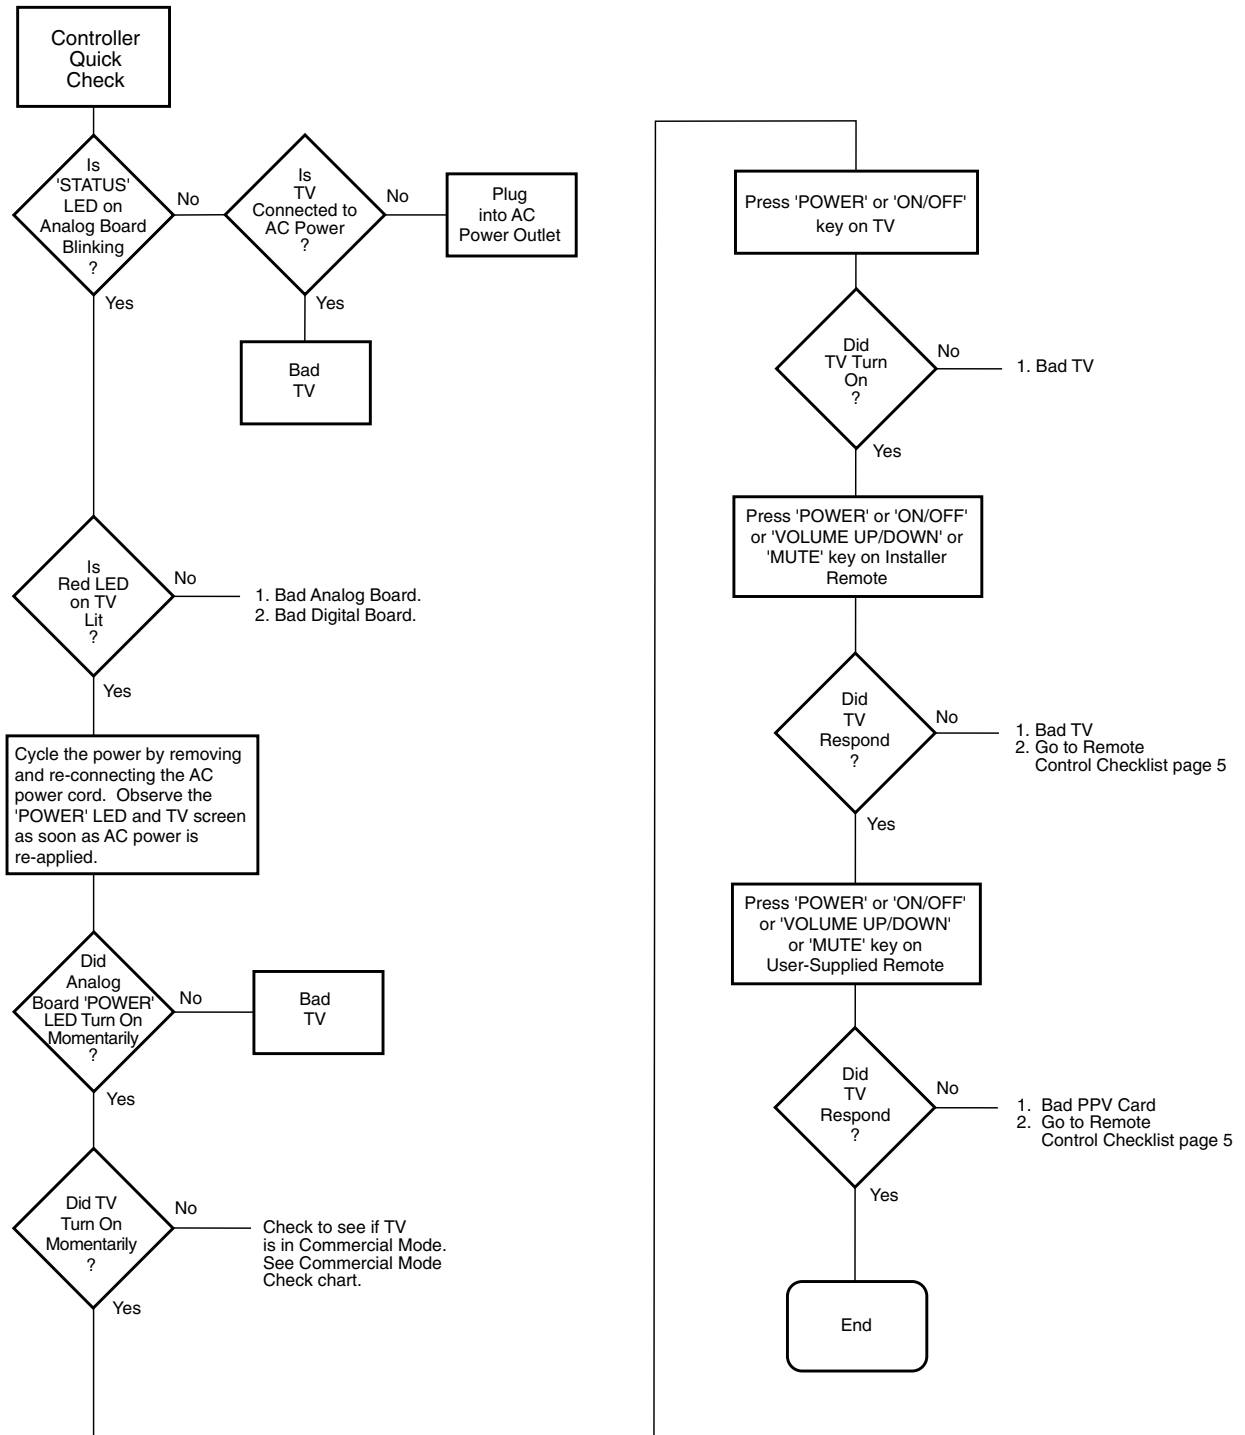 Controller
Quick
Check
Is
'STATUS'
LED on
Analog Board
Blinking
?
No
Is
TV
Connected to
AC Power
?
No
Plug
into AC
Power Outlet
Yes
Yes
Bad
TV
Is
Red LED
on TV
Lit
?
No
1. Bad Analog Board.
2. Bad Digital Board.
Yes
Cycle the power by removing
and re-connecting the AC
power cord. Observe the
'POWER' LED and TV screen
as soon as AC power is
re-applied.
Did
Analog
Board 'POWER'
LED Turn On
Momentarily
?
No
Bad
TV
Yes
Did TV
Turn On
Momentarily
?
No
Check to see if TV
is in Commercial Mode.
See Commercial Mode
Check chart.
Yes
Press 'POWER' or 'ON/OFF'
key on TV
Did
TV Turn
On
?
No
1. Bad TV
Yes
Press 'POWER' or 'ON/OFF'
or 'VOLUME UP/DOWN' or
'MUTE' key on Installer
Remote
Did
TV
Respond
?
No
1. Bad TV
2. Go to Remote
Control Checklist page 5
Yes
Press 'POWER' or 'ON/OFF'
or 'VOLUME UP/DOWN'
or 'MUTE' key on
User-Supplied Remote
Did
TV
Respond
?
No
1. Bad PPV Card
2. Go to Remote
Control Checklist page 5
Yes
End